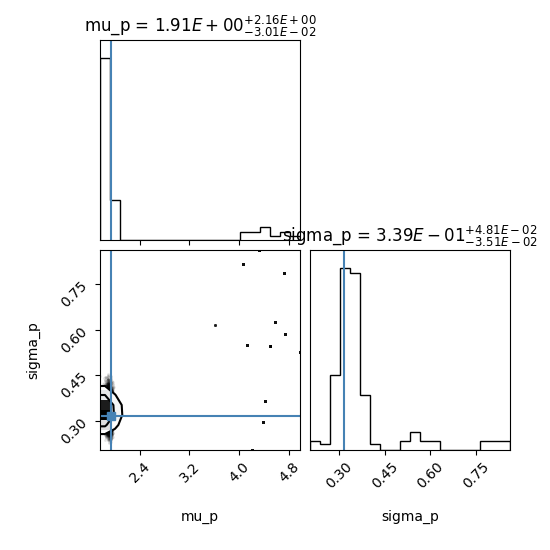 mu_p = 1.91E + 00+2.16E + 00−3.01E − 02
sigma_p = 3.39E − 01+4.81E − 02−3.51E − 02
sigma_p
0.75
0.60
0.45
0.30
2.4 3.2 4.0 4.8
0.30 0.45 0.60 0.75
mu_p sigma_p